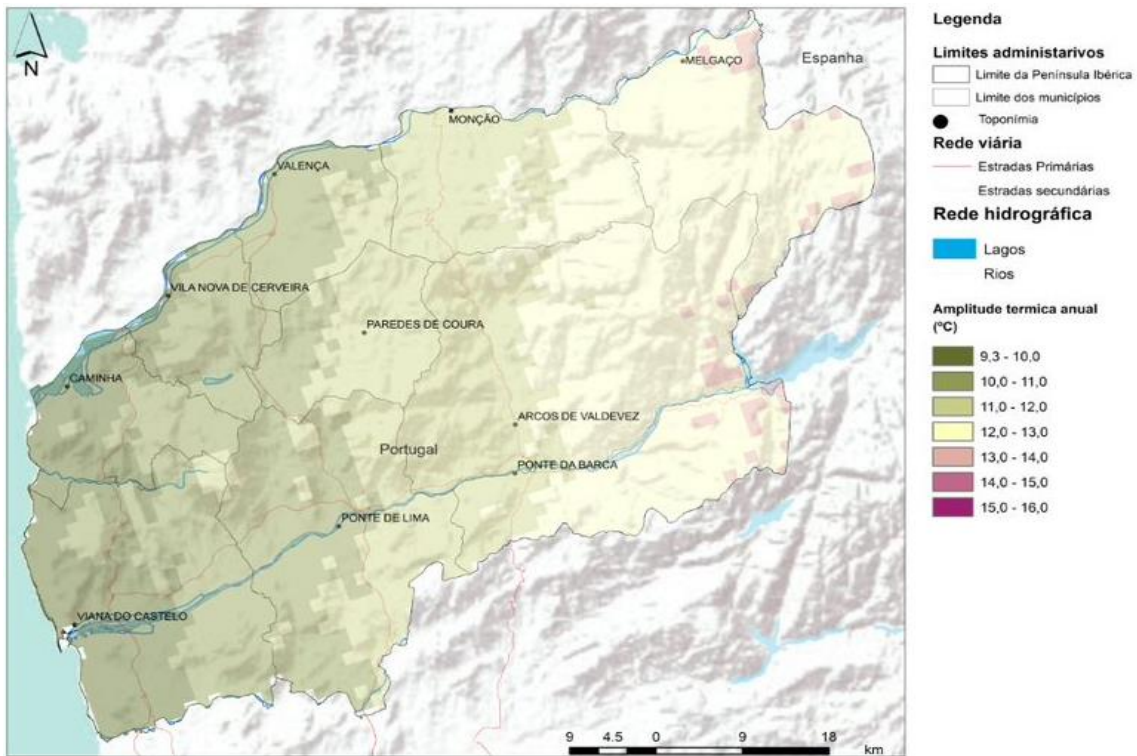 N
Espanha
MELGAÇO
MONÇÃO
VALENÇA
VILA NOVA DE CERVEIRA
PAREDES DE COURA
CAMINHA
ARCOS DE VALDEVEZ
Portugal
PONTE DA BARCA
PONTE DE LIMA
VIANA DO CASTELO
9 4.5 0 9 18
km
Legenda
Limites administarivos
Limite da Península Ibérica
Limite dos municípios
Toponímia
Rede viária
Estradas Primárias
Estradas secundárias
Rede hidrográfica
Lagos
Rios
Amplitude termica anual
(ºC)
9,3 - 10,0
10,0 - 11,0
11,0 - 12,0
12,0 - 13,0
13,0 - 14,0
14,0 - 15,0
15,0 - 16,0